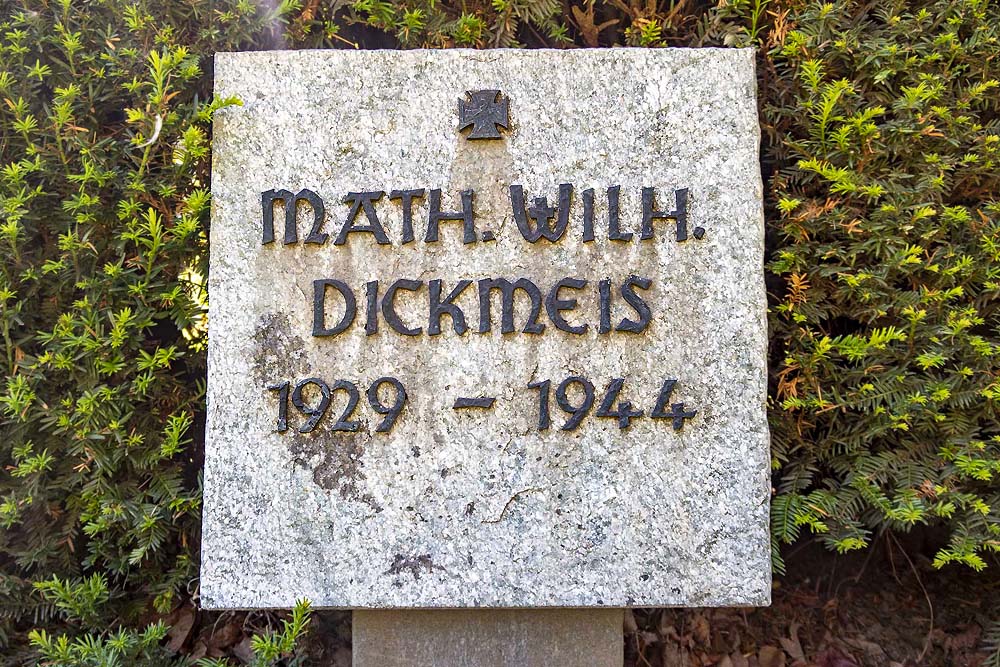 MATH. WILH.
DICKMEIS
1929 - 1944